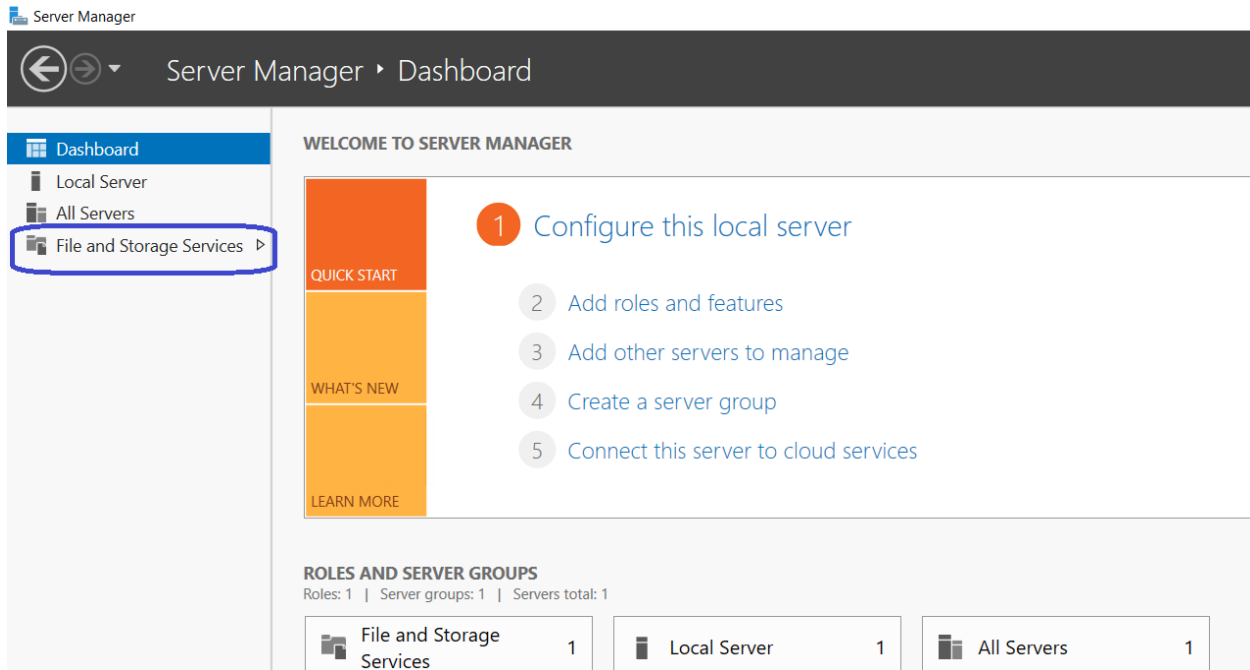 Server Manager
Server Manager ‣ Dashboard
Dashboard
Local Server
All Servers
File and Storage Services
WELCOME TO SERVER MANAGER
QUICK START
WHAT'S NEW
LEARN MORE
1 Configure this local server
2 Add roles and features
3 Add other servers to manage
4 Create a server group
5 Connect this server to cloud services
ROLES AND SERVER GROUPS
Roles: 1 | Server groups: 1 | Servers total: 1
File and Storage
Services 1
Local Server 1
All Servers 1